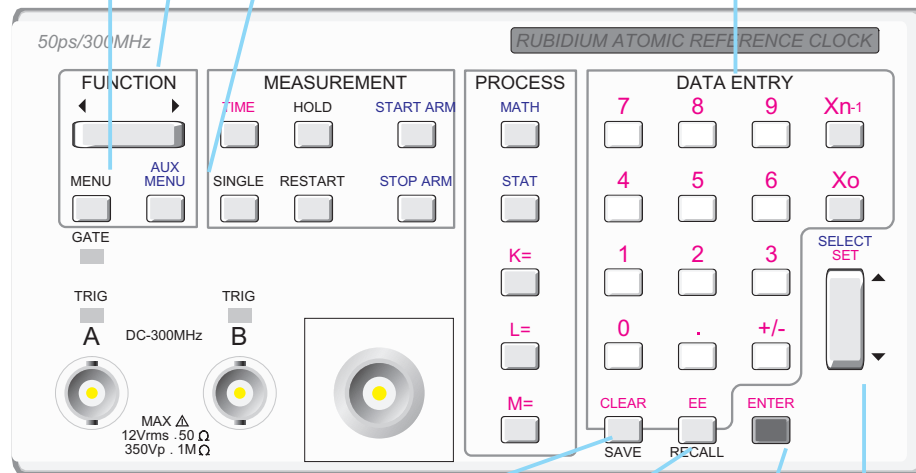 50ps/300MHz
RUBIDIUM ATOMIC REFERENCE CLOCK
FUNCTION
MENU
AUX
MENU
MEASUREMENT
TIME
HOLD
START ARM
SINGLE
RESTART
STOP ARM
PROCESS
MATH
STAT
K=
L=
M=
DATA ENTRY
7 8 9 Xn-1
4 5 6 Xo
1 2 3
0 . +/-
CLEAR EE ENTER
SAVE RECALL
SELECT
SET
GATE
TRIG
A
DC-300MHz
TRIG
B
MAX ⚠
12Vrms . 50 Ω
350Vp . 1M Ω